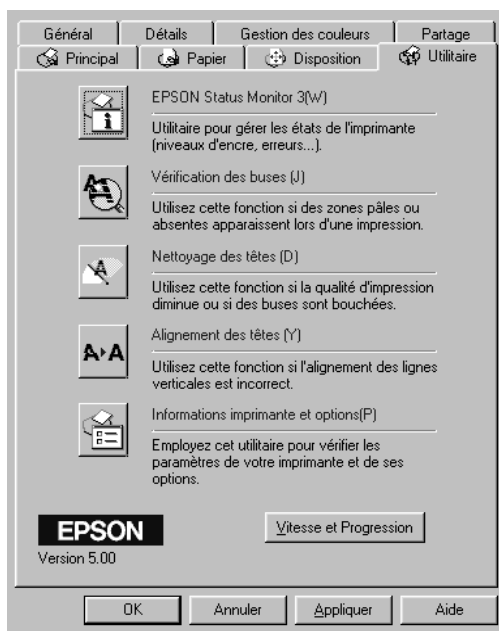 Général Détails Gestion des couleurs Partage
Principal Papier Disposition Utilitaire
EPSON Status Monitor 3(W)
Utilitaire pour gérer les états de l'imprimante
(niveaux d'encre, erreurs...).
Vérification des buses (J)
Utilisez cette fonction si des zones pâles ou
absentes apparaissent lors d'une impression.
Nettoyage des têtes (D)
Utilisez cette fonction si la qualité d'impression
diminue ou si des buses sont bouchées.
Alignement des têtes (Y)
Utilisez cette fonction si l'alignement des lignes
verticales est incorrect.
Informations imprimante et options(P)
Employez cet utilitaire pour vérifier les
paramètres de votre imprimante et de ses
options.
EPSON
Version 5.00
Vitesse et Progression
OK Annuler Appliquer Aide